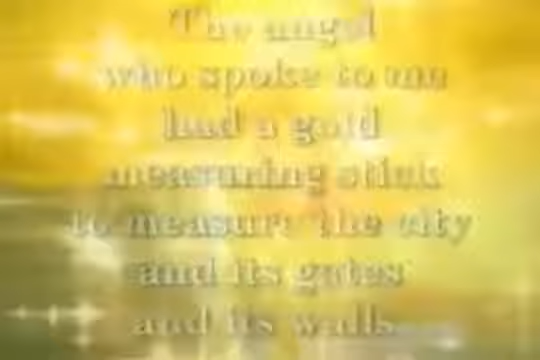 The angel
who spoke to me
had a gold
measuring stick
to measure the city
and its gates
and its walls.